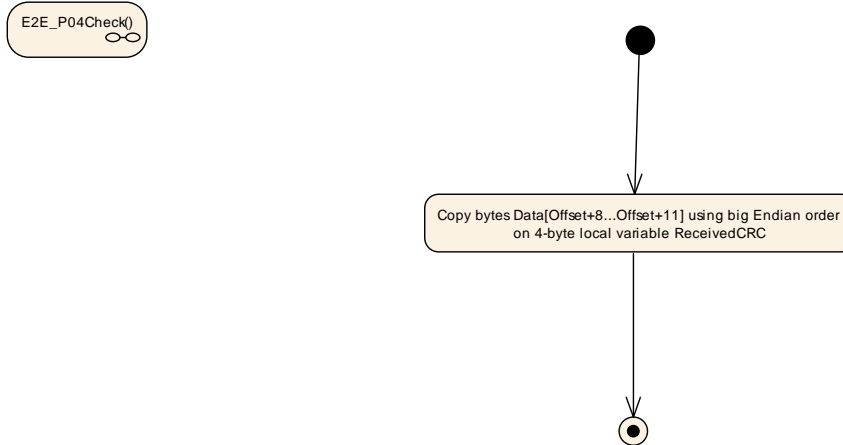 E2E_P04Check()
Copy bytes Data[Offset+8...Offset+11] using big Endian order
on 4-byte local variable ReceivedCRC